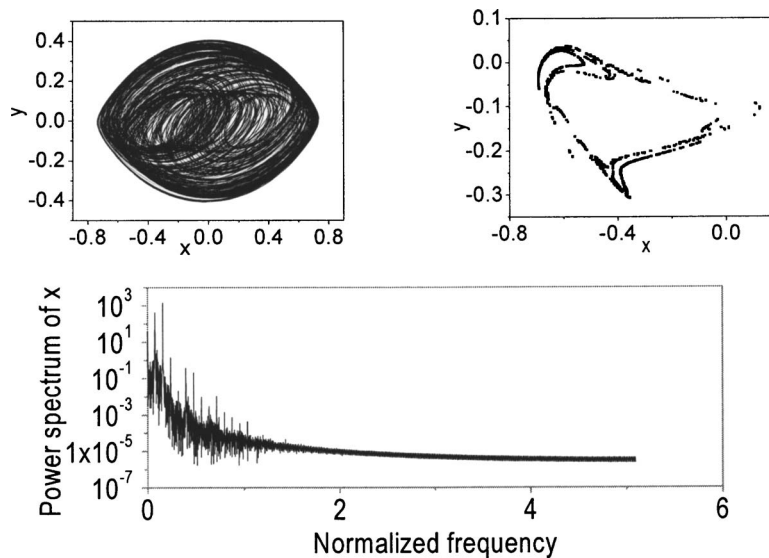 0.4
0.2
0.0
-0.2
-0.4
y
-0.8 -0.4 0.0 0.4 0.8
x
0.1
0.0
-0.1
-0.2
-0.3
y
-0.8 -0.4 0.0
x
10³
10¹
10⁻¹
10⁻³
1x10⁻⁵
10⁻⁷
Power spectrum of x
0 2 4 6
Normalized frequency